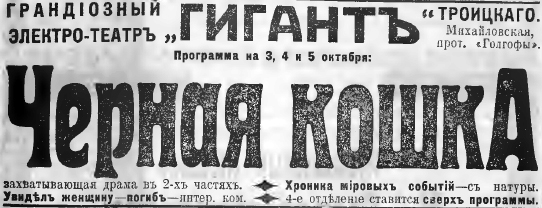 ГРАНДІОЗНЫЙ
ЭЛЕКТРО-ТЕАТРЪ „ГИГАНТЪ“ ТРОИЦКАГО.
Михайловская,
прот. «Голгофы».
Программа на 3, 4 и 5 октября:
Черная кошка
захватывающая драма въ 2-хъ частяхъ. Хроника міровыхъ событій—съ натуры.
Увидѣлъ женщину—погибъ—интер. ком. 4-е отдѣленіе ставится сверхъ программы.